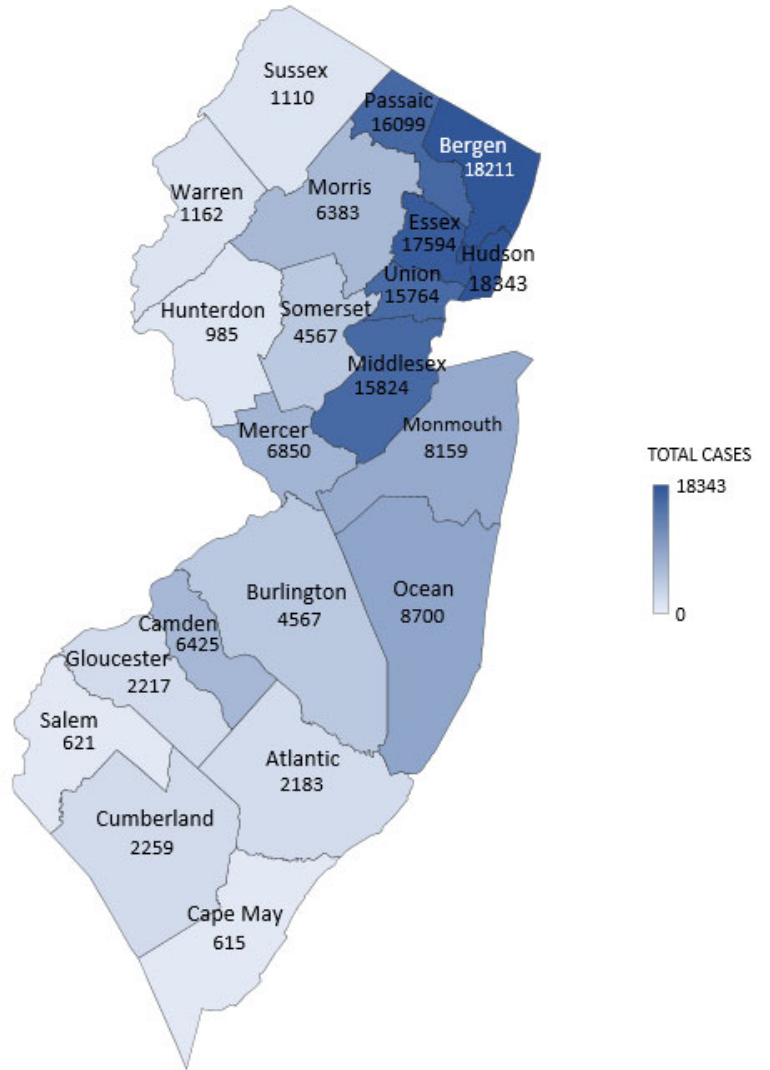 Sussex
1110
Passaic
16099
Bergen
18211
Warren
1162
Morris
6383
Essex
17594
Hudson
18343
Union
15764
Hunterdon
985
Somerset
4567
Middlesex
15824
Mercer
6850
Monmouth
8159
TOTAL CASES
18343
0
Burlington
4567
Ocean
8700
Camden
6425
Gloucester
2217
Salem
621
Atlantic
2183
Cumberland
2259
Cape May
615